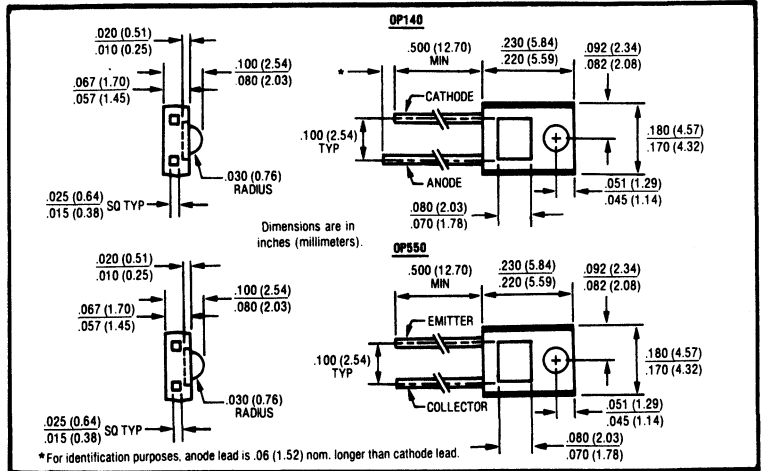 OP140
.020 (0.51)
.010 (0.25)
.067 (1.70)
.057 (1.45)
.100 (2.54)
.080 (2.03)
.030 (0.76)
RADIUS
.025 (0.64)
.015 (0.38) SQ TYP
*
.500 (12.70)
MIN
.230 (5.84)
.220 (5.59)
.092 (2.34)
.082 (2.08)
CATHODE
.100 (2.54)
TYP
ANODE
.180 (4.57)
.170 (4.32)
.051 (1.29)
.045 (1.14)
.080 (2.03)
.070 (1.78)
Dimensions are in
inches (millimeters).
OP550
.020 (0.51)
.010 (0.25)
.067 (1.70)
.057 (1.45)
.100 (2.54)
.080 (2.03)
.030 (0.76)
RADIUS
.025 (0.64)
.015 (0.38) SQ TYP
.500 (12.70)
MIN
.230 (5.84)
.220 (5.59)
.092 (2.34)
.082 (2.08)
EMITTER
.100 (2.54)
TYP
COLLECTOR
.180 (4.57)
.170 (4.32)
.051 (1.29)
.045 (1.14)
.080 (2.03)
.070 (1.78)
*For identification purposes, anode lead is .06 (1.52) nom. longer than cathode lead.